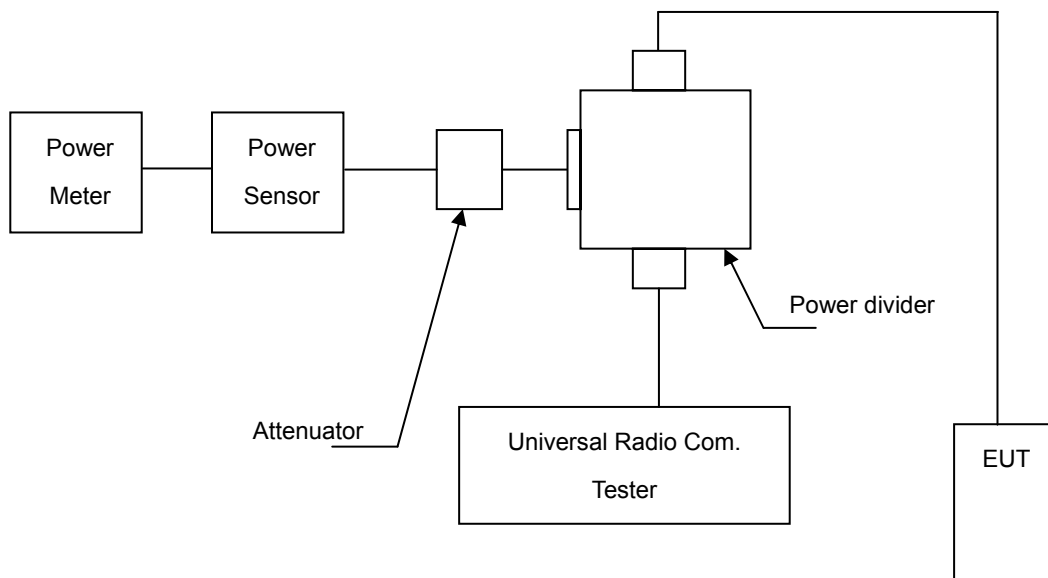 Power
Meter
Power
Sensor
Power divider
Attenuator
Universal Radio Com.
Tester
EUT